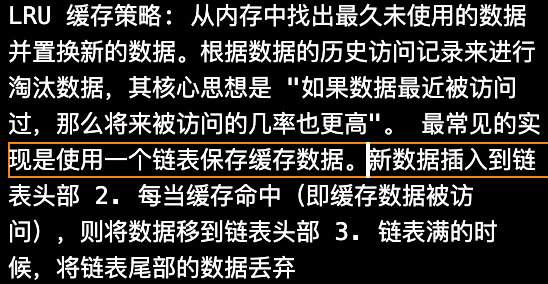 LRU 缓存策略: 从内存中找出最久未使用的数据
并置换新的数据。根据数据的历史访问记录来进行
淘汰数据，其核心思想是 "如果数据最近被访问
过，那么将来被访问的几率也更高"。 最常见的实
现是使用一个链表保存缓存数据。新数据插入到链
表头部 2. 每当缓存命中（即缓存数据被访
问），则将数据移到链表头部 3. 链表满的时
候，将链表尾部的数据丢弃